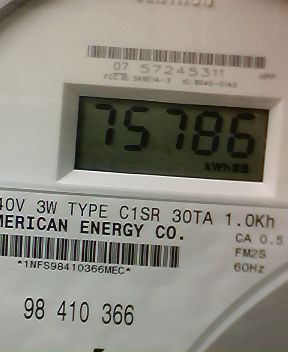 CENTRON
07 57245311
75786
kWh
40V 3W TYPE C1SR 30TA 1.0Kh
MERICAN ENERGY CO.
CA 0.5
*1NFS98410366MEC*
FM2S
60Hz
98 410 366